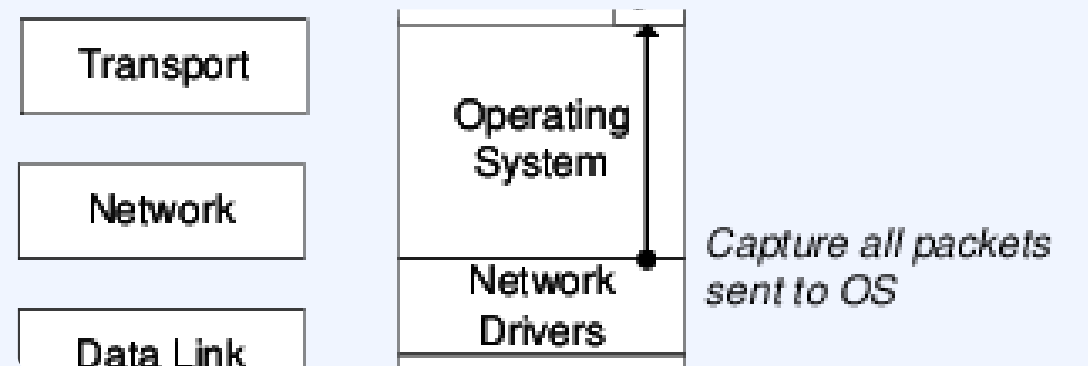 Transport
Network
Data Link
Operating
System
Network
Drivers
Capture all packets
sent to OS